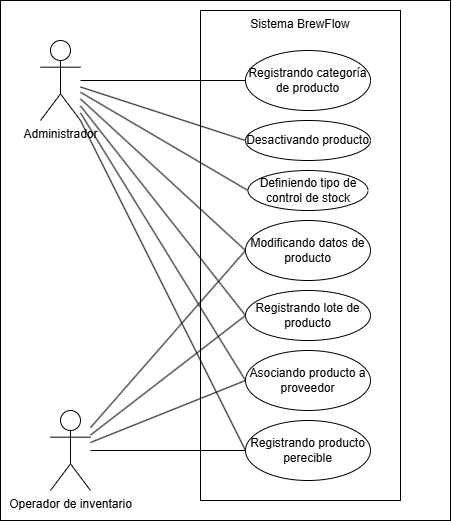 Sistema BrewFlow
Registrando categoría
de producto
Administrador
Desactivando producto
Definiendo tipo de
control de stock
Modificando datos de
producto
Registrando lote de
producto
Asociando producto a
proveedor
Registrando producto
perecible
Operador de inventario